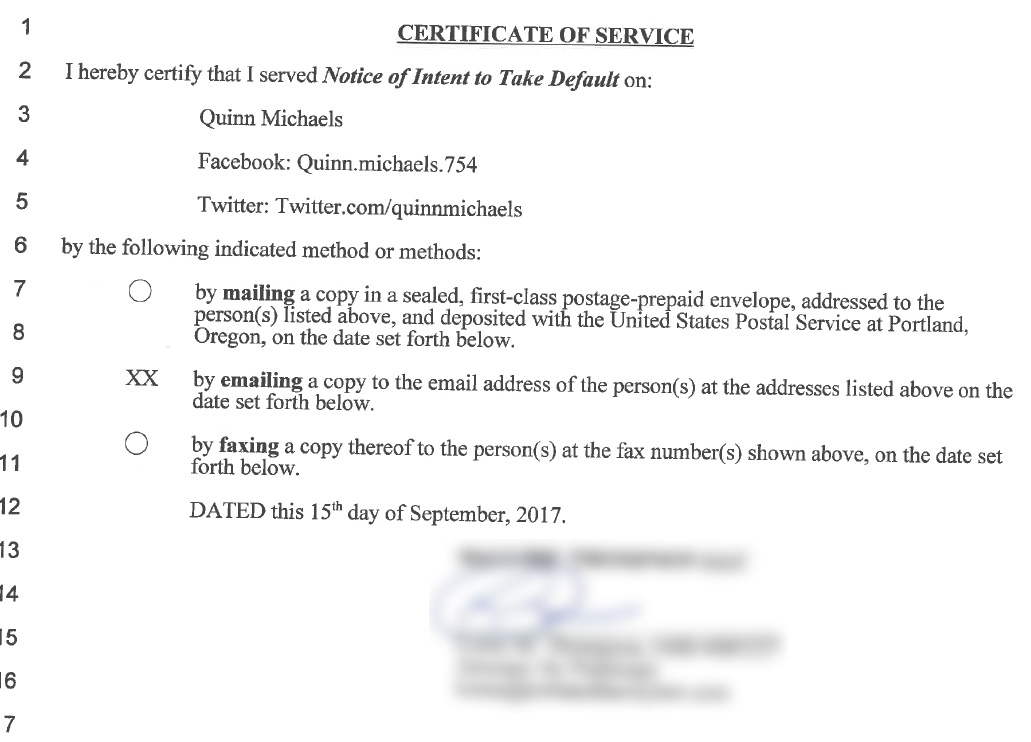 1
CERTIFICATE OF SERVICE
2 I hereby certify that I served Notice of Intent to Take Default on:
3 Quinn Michaels
4 Facebook: Quinn.michaels.754
5 Twitter: Twitter.com/quinnmichaels
6 by the following indicated method or methods:
7 by mailing a copy in a sealed, first-class postage-prepaid envelope, addressed to the
person(s) listed above, and deposited with the United States Postal Service at Portland,
8 Oregon, on the date set forth below.
9 XX by emailing a copy to the email address of the person(s) at the addresses listed above on the
10 date set forth below.
by faxing a copy thereof to the person(s) at the fax number(s) shown above, on the date set
11 forth below.
12 DATED this 15th day of September, 2017.
13
14
15
16
7